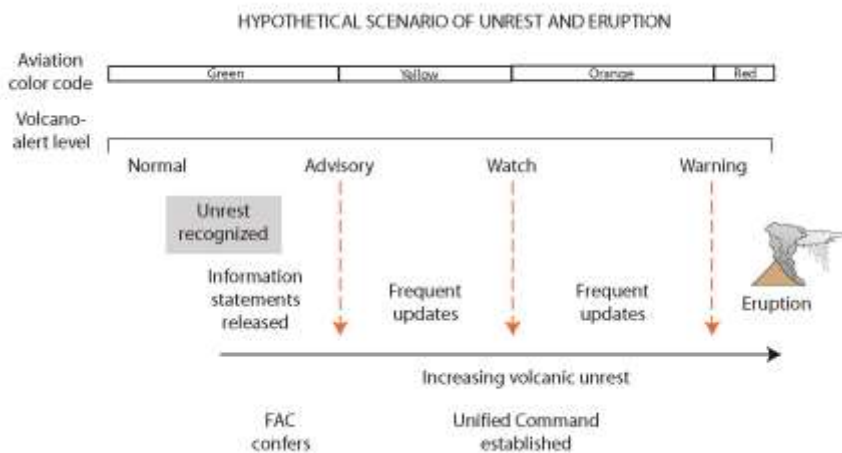 HYPOTHETICAL SCENARIO OF UNREST AND ERUPTION
Aviation
color code
Green Yellow Orange Red
Volcano-
alert level
Normal Advisory Watch Warning
Unrest
recognized
Information
statements
released
Frequent
updates
Frequent
updates
Eruption
Increasing volcanic unrest
FAC
confers
Unified Command
established